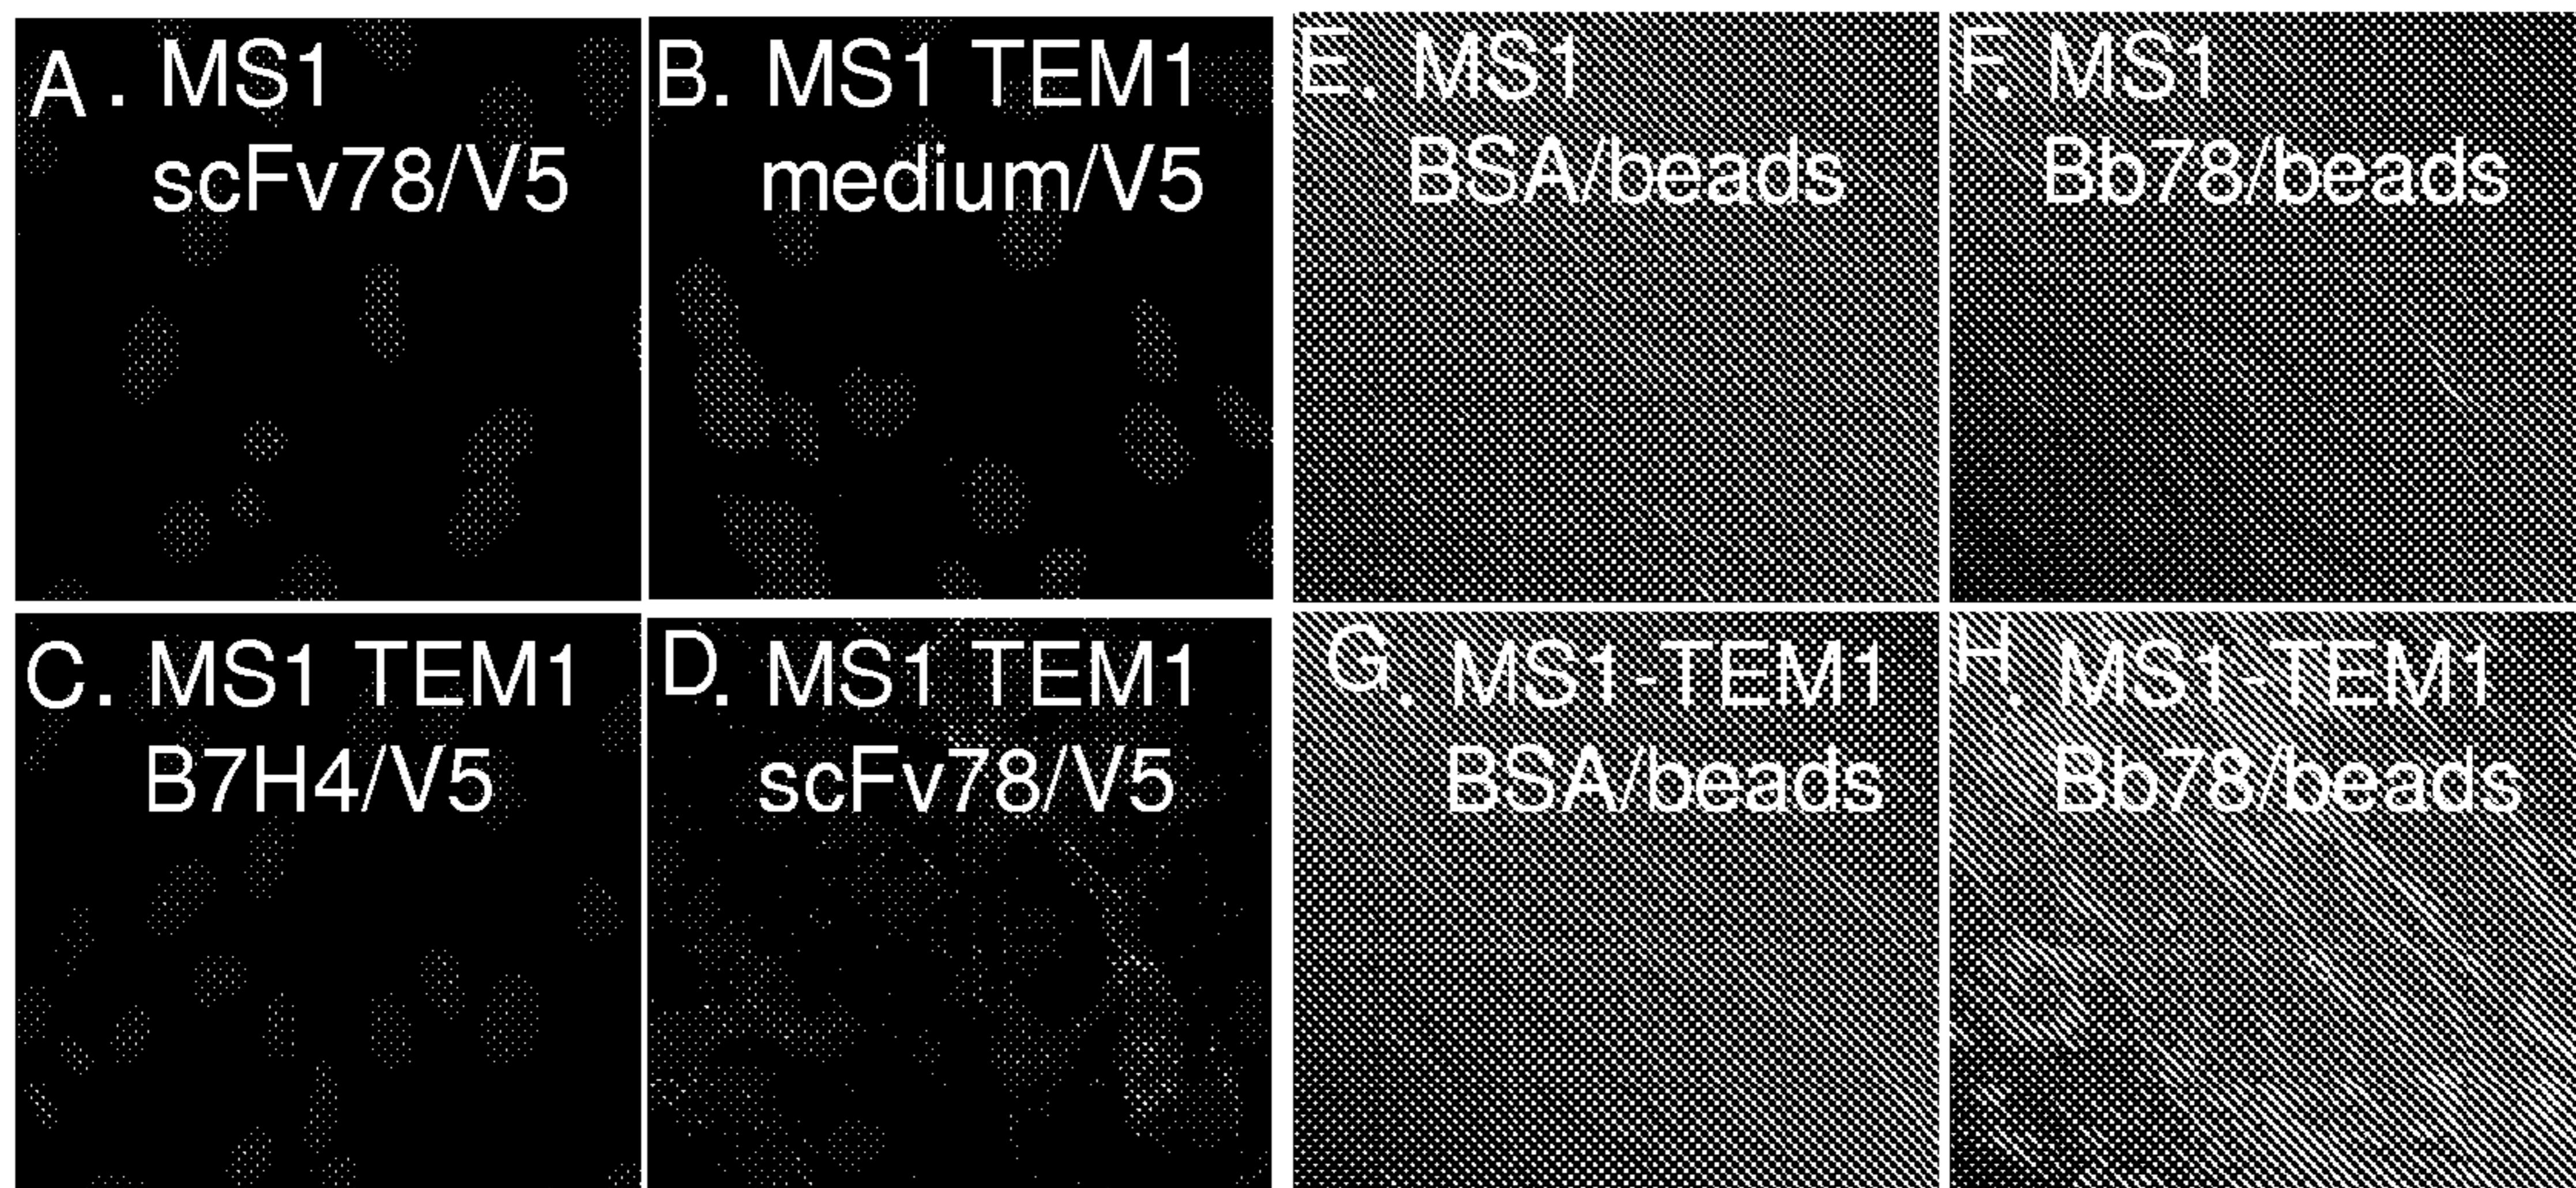 A. MS1
scFv78/V5
B. MS1 TEM1
medium/V5
E. MS1
BSA/beads
F. MS1
Bb78/beads
C. MS1 TEM1
B7H4/V5
D. MS1 TEM1
scFv78/V5
G. MS1-TEM1
BSA/beads
H. MS1-TEM1
Bb78/beads